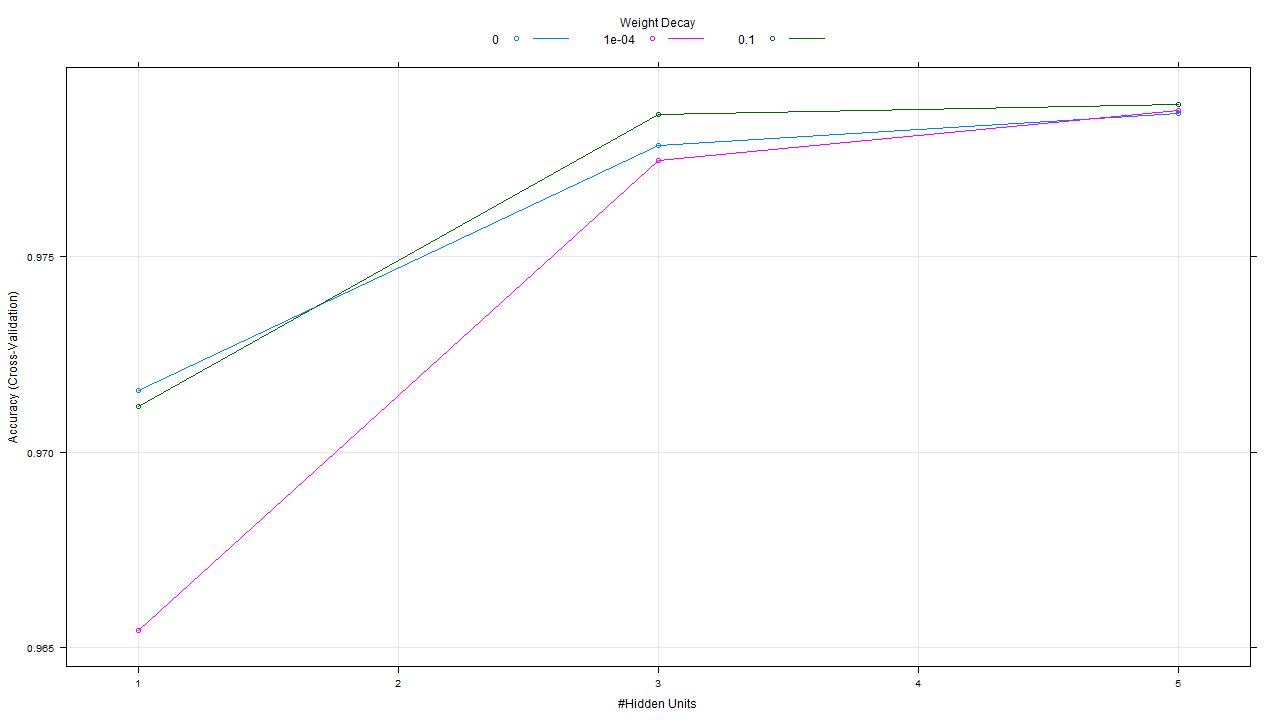 Weight Decay
0 1e-04 0.1
0.975
0.970
0.965
Accuracy (Cross-Validation)
1 2 3 4 5
#Hidden Units